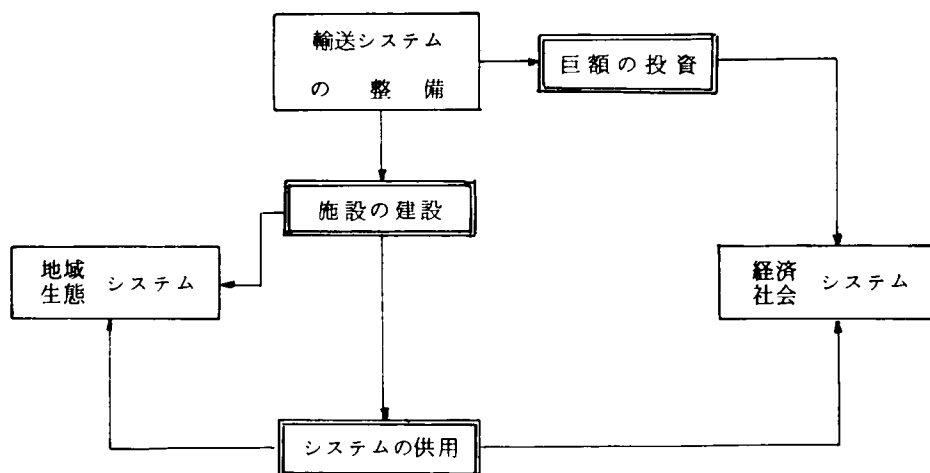 輸送システム
の整備
巨額の投資
施設の建設
地域
生態 システム
経済
社会 システム
システムの供用